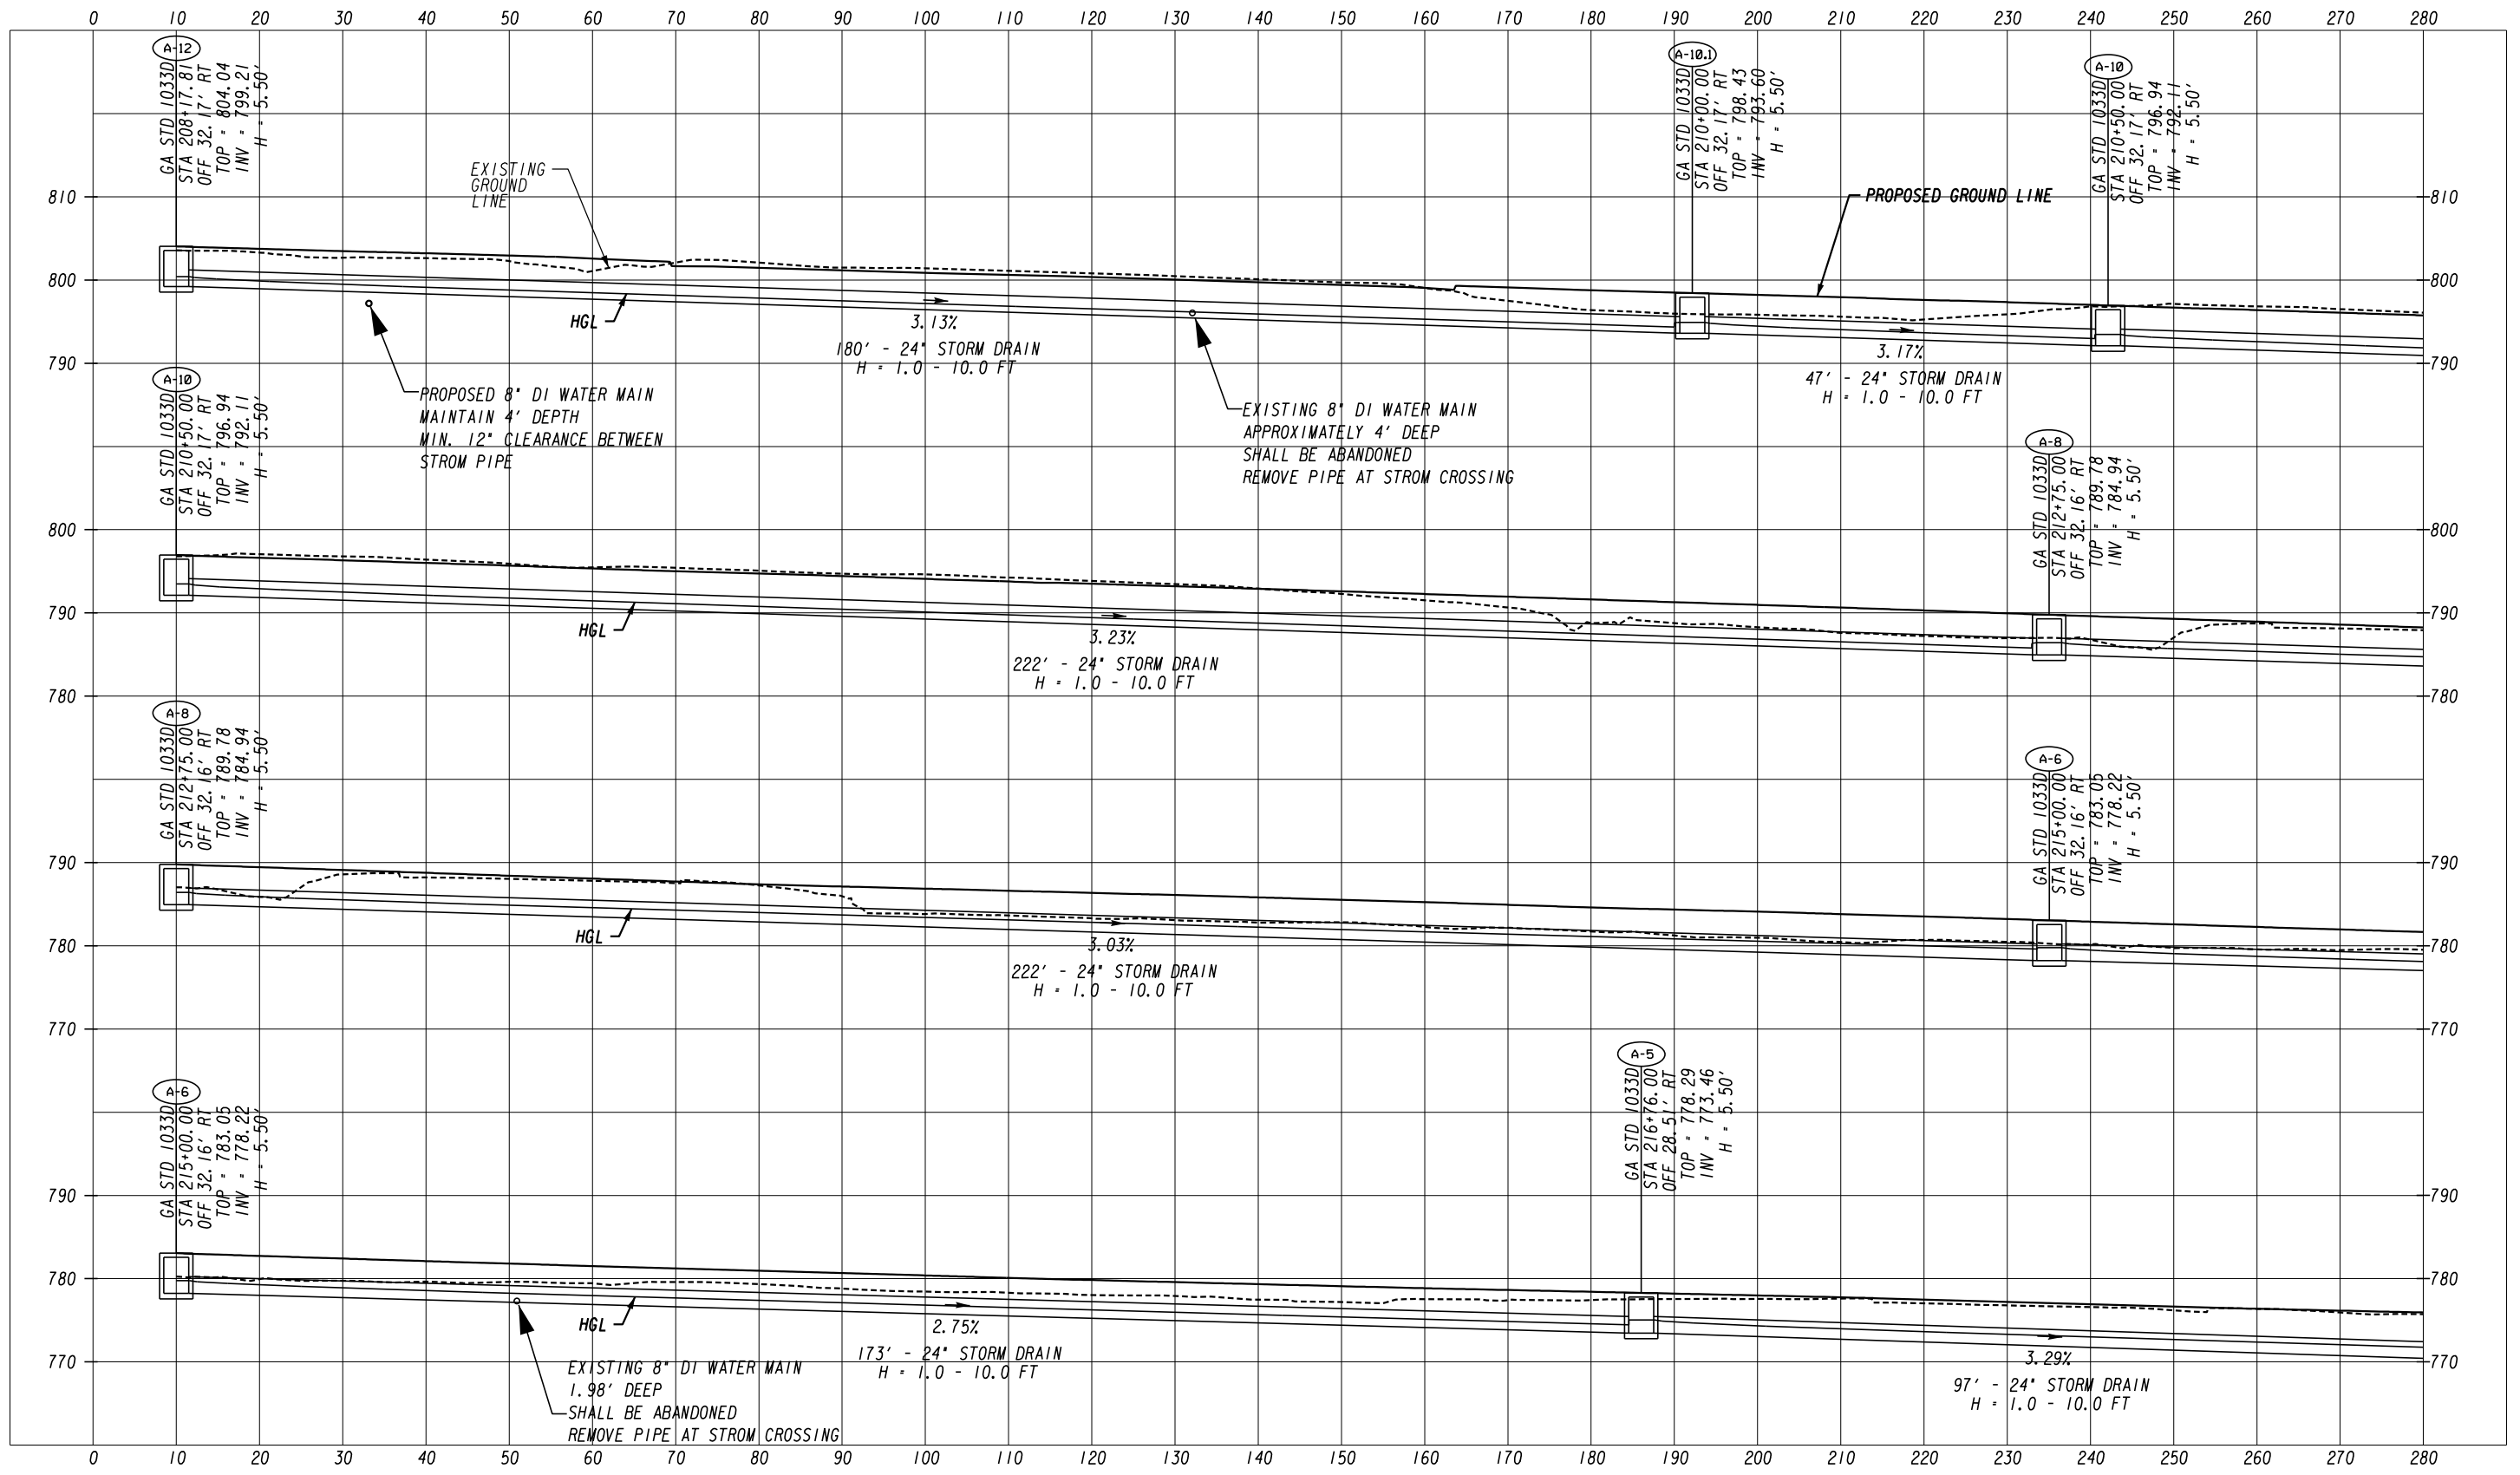 0 10 20 30 40 50 60 70 80 90 100 110 120 130 140 150 160 170 180 190 200 210 220 230 240 250 260 270 280
A-12
GA STD 1033D
STA 208+17.81
OFF 32.17' RT
TOP = 804.04
INV = 799.21
H = 5.50'
A-10.1
GA STD 1033D
STA 210+00.00
OFF 32.17' RT
TOP = 798.43
INV = 793.60
H = 5.50'
A-10
GA STD 1033D
STA 210+50.00
OFF 32.17' RT
TOP = 796.94
INV = 792.11
H = 5.50'
EXISTING
GROUND
LINE
PROPOSED GROUND LINE
810
810
800
800
790
790
HGL
3.13%
180' - 24" STORM DRAIN
H = 1.0 - 10.0 FT
3.17%
47' - 24" STORM DRAIN
H = 1.0 - 10.0 FT
PROPOSED 8" DI WATER MAIN
MAINTAIN 4' DEPTH
MIN. 12" CLEARANCE BETWEEN
STROM PIPE
EXISTING 8" DI WATER MAIN
APPROXIMATELY 4' DEEP
SHALL BE ABANDONED
REMOVE PIPE AT STROM CROSSING
A-10
GA STD 1033D
STA 210+50.00
OFF 32.17' RT
TOP = 796.94
INV = 792.11
H = 5.50'
A-8
GA STD 1033D
STA 212+75.00
OFF 32.16' RT
TOP = 789.78
INV = 784.94
H = 5.50'
800
800
790
790
780
780
HGL
3.23%
222' - 24" STORM DRAIN
H = 1.0 - 10.0 FT
A-8
GA STD 1033D
STA 212+75.00
OFF 32.16' RT
TOP = 789.78
INV = 784.94
H = 5.50'
A-6
GA STD 1033D
STA 215+00.00
OFF 32.16' RT
TOP = 783.05
INV = 778.22
H = 5.50'
790
790
780
780
770
770
HGL
3.03%
222' - 24" STORM DRAIN
H = 1.0 - 10.0 FT
A-6
GA STD 1033D
STA 215+00.00
OFF 32.16' RT
TOP = 783.05
INV = 778.22
H = 5.50'
A-5
GA STD 1033D
STA 216+76.00
OFF 28.51' RT
TOP = 778.29
INV = 773.46
H = 5.50'
790
790
780
780
770
770
HGL
2.75%
173' - 24" STORM DRAIN
H = 1.0 - 10.0 FT
3.29%
97' - 24" STORM DRAIN
H = 1.0 - 10.0 FT
EXISTING 8" DI WATER MAIN
1.98' DEEP
SHALL BE ABANDONED
REMOVE PIPE AT STROM CROSSING
0 10 20 30 40 50 60 70 80 90 100 110 120 130 140 150 160 170 180 190 200 210 220 230 240 250 260 270 280